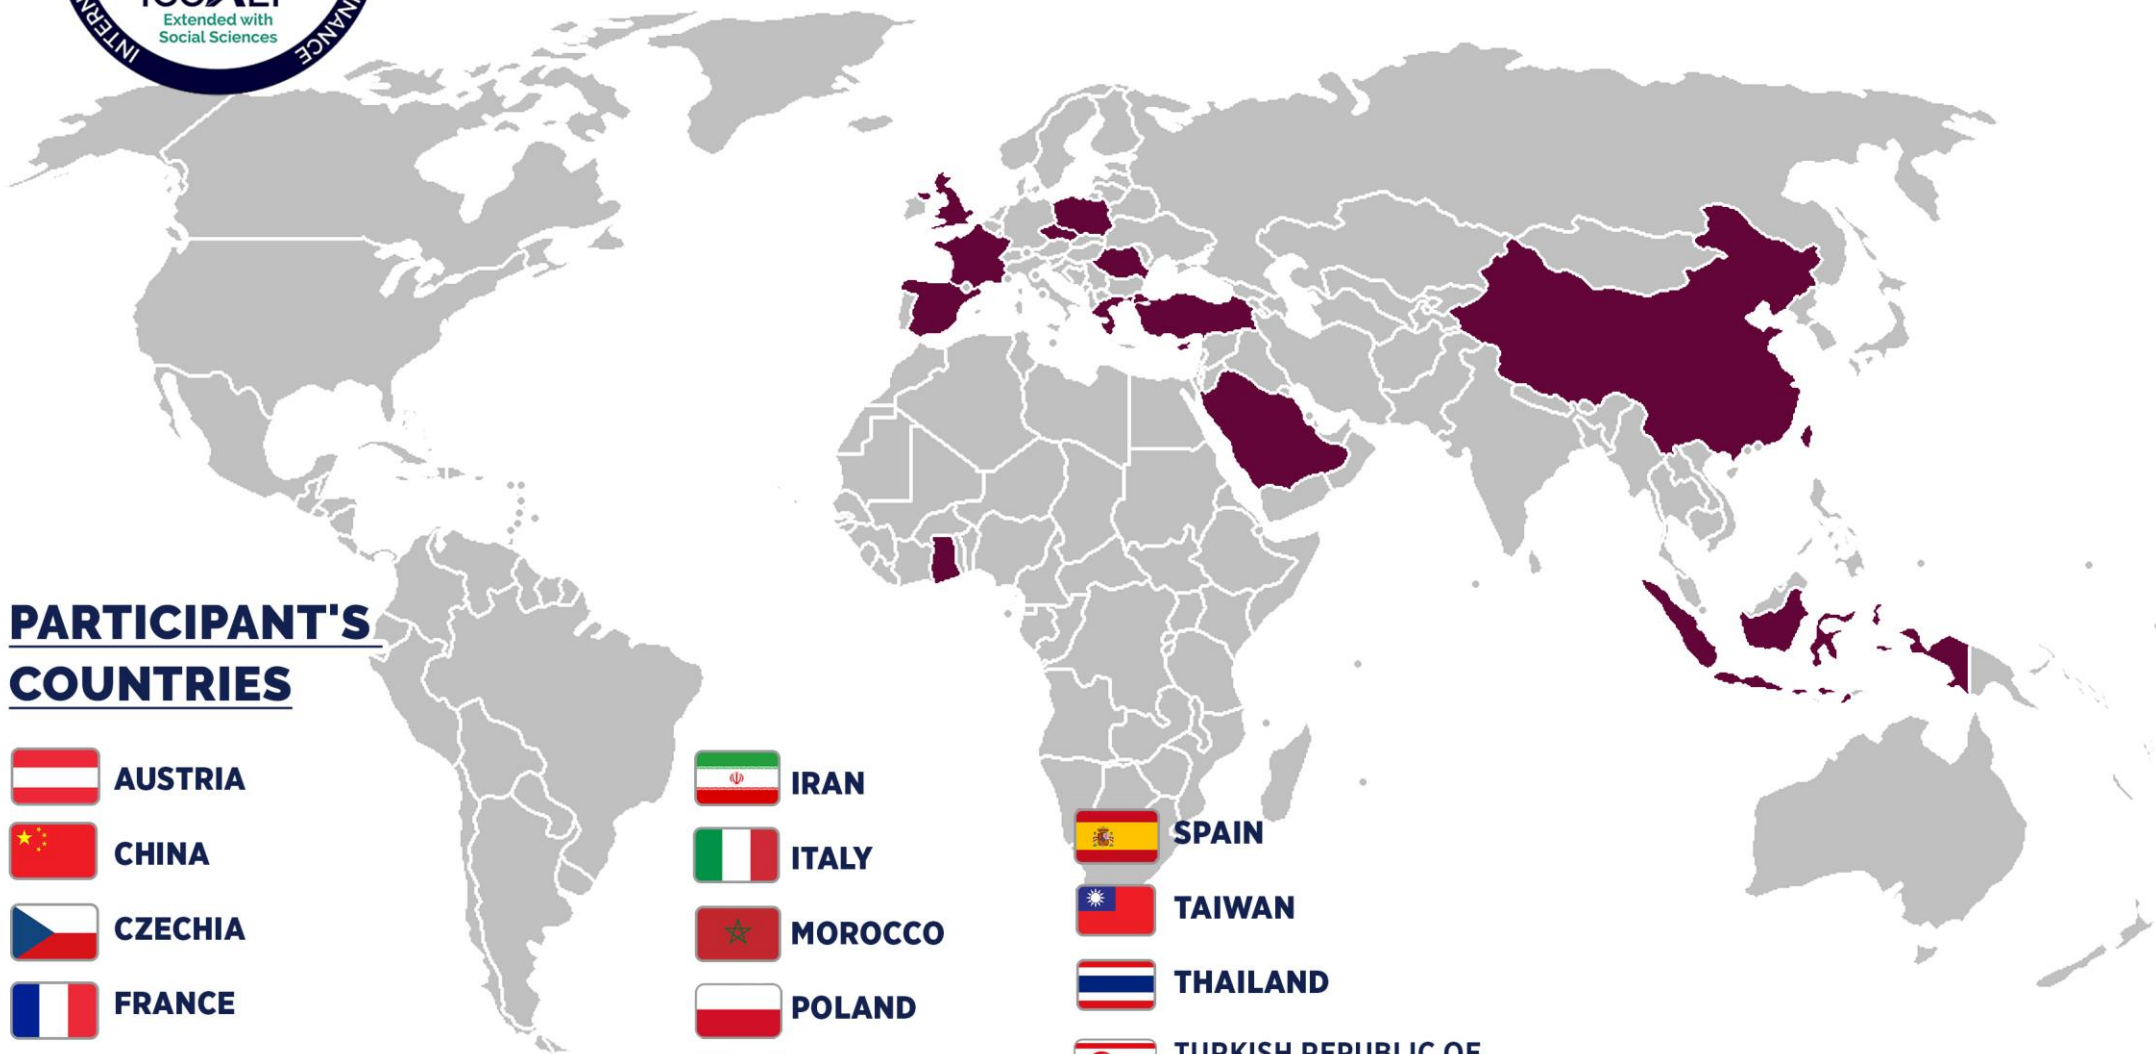 Extended with
Social Sciences
PARTICIPANT'S
COUNTRIES
AUSTRIA
CHINA
CZECHIA
FRANCE
IRAN
ITALY
MOROCCO
POLAND
SPAIN
TAIWAN
THAILAND
TURKISH REPUBLIC OF